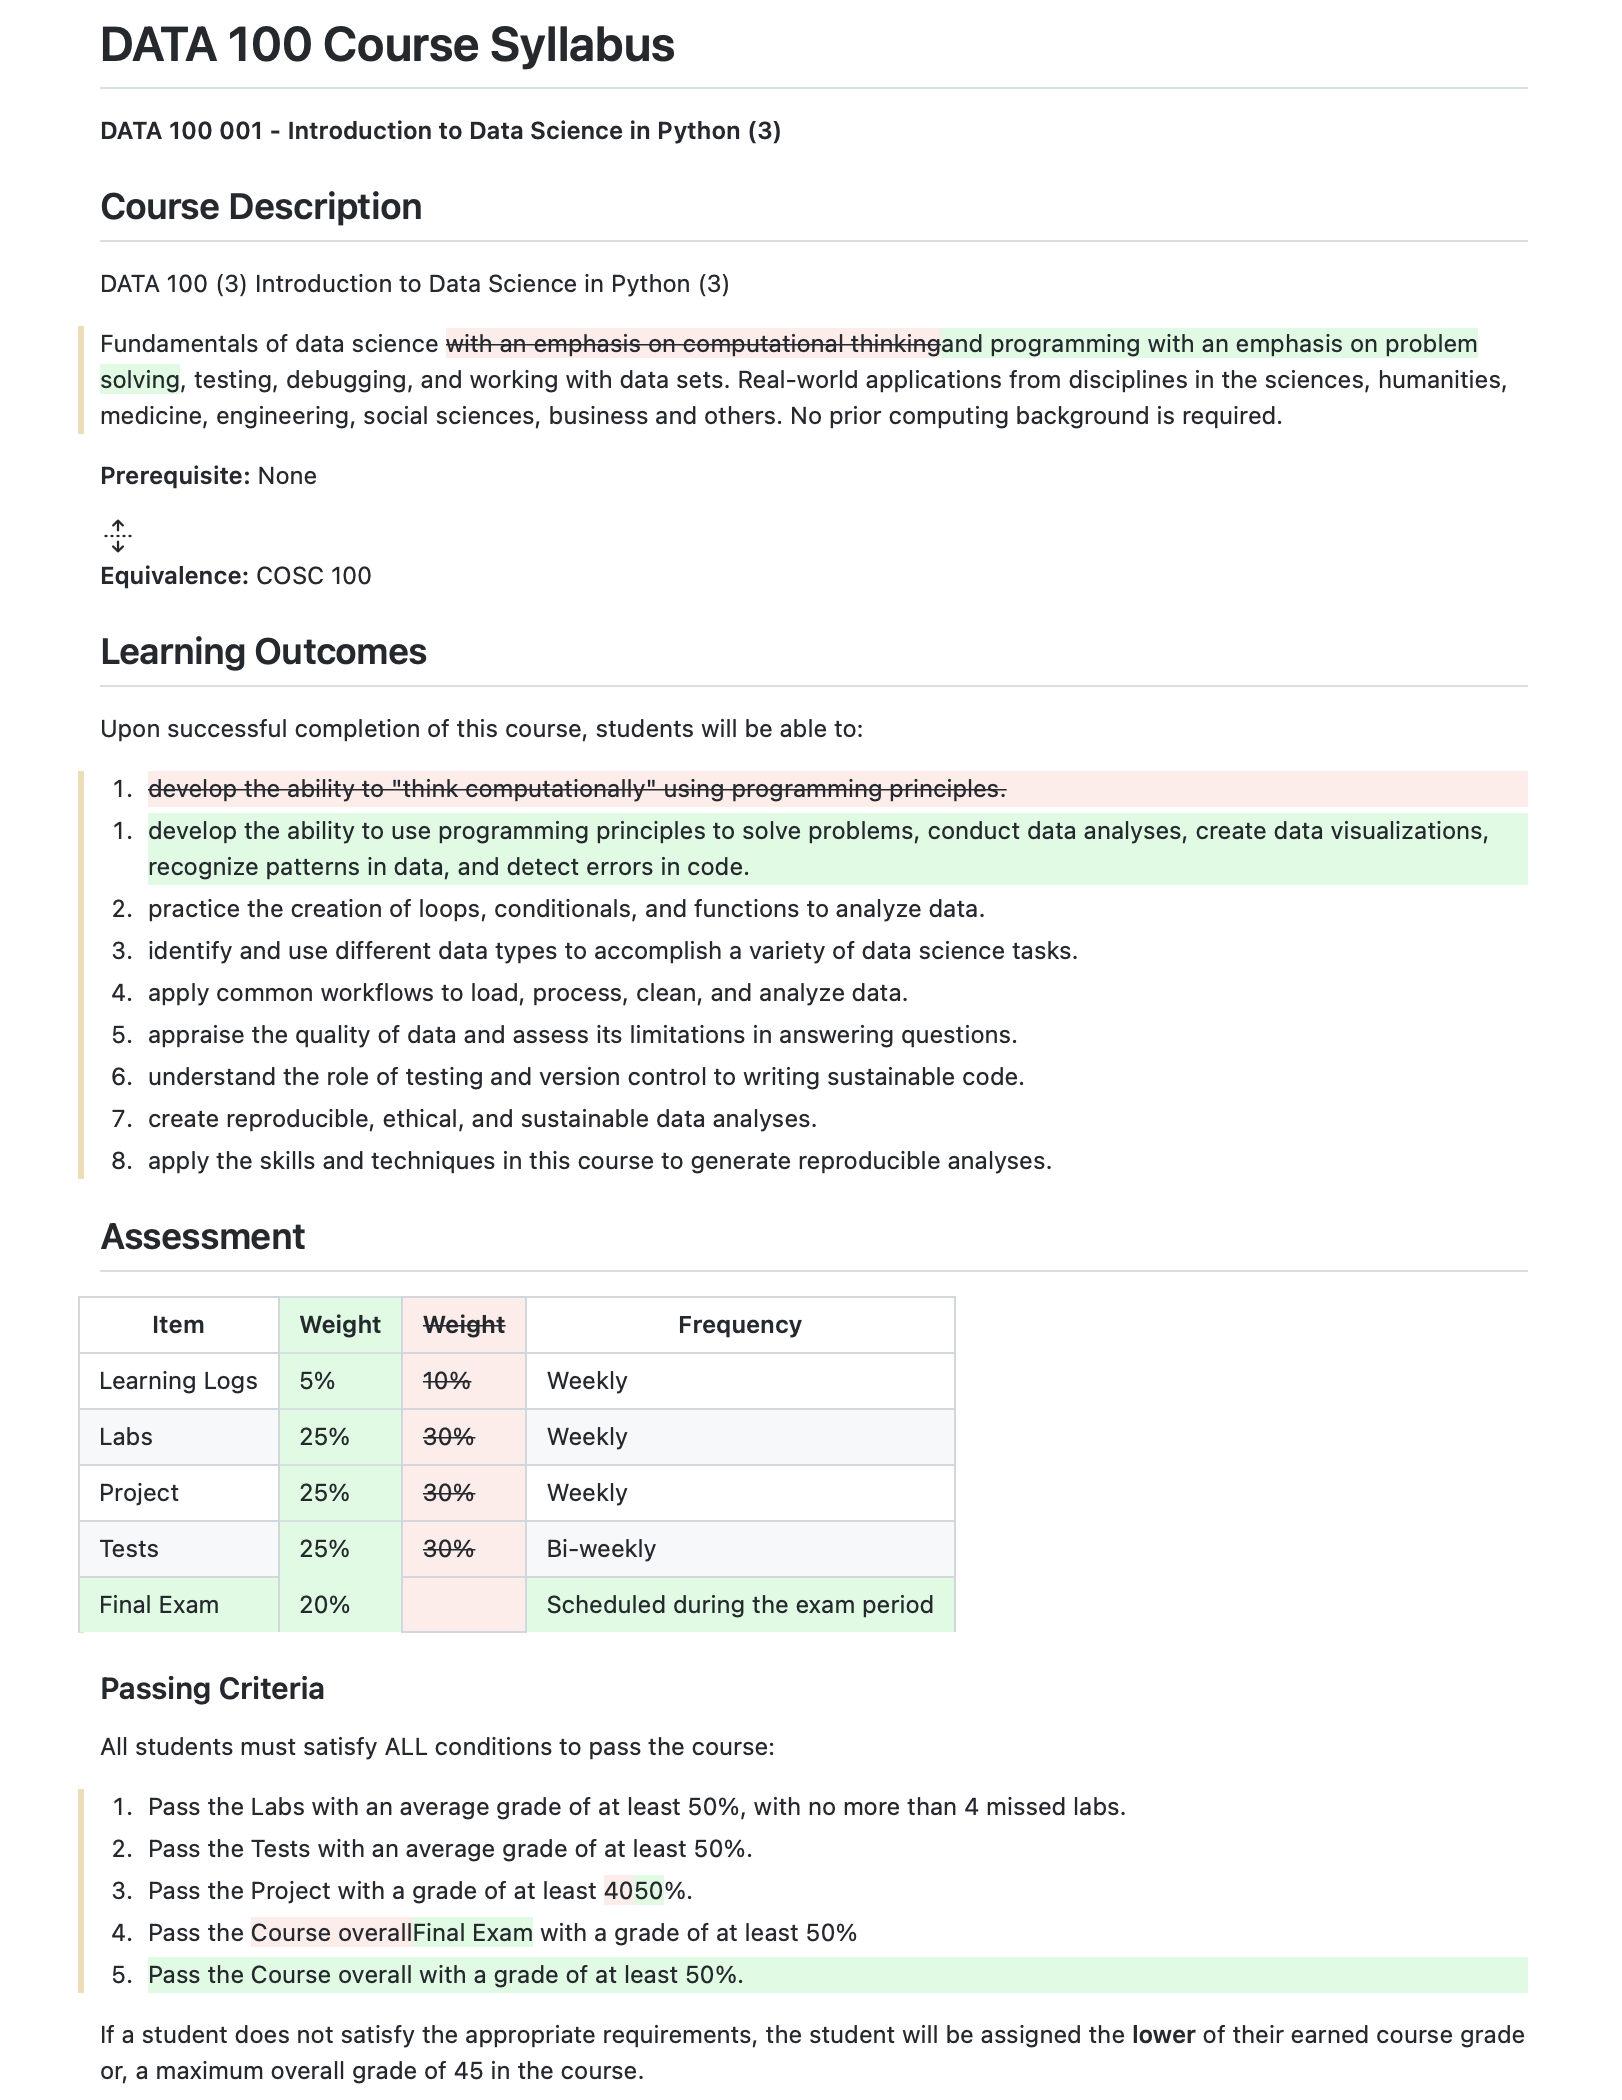 DATA 100 Course Syllabus
DATA 100 001 - Introduction to Data Science in Python (3)
Course Description
DATA 100 (3) Introduction to Data Science in Python (3)
Fundamentals of data science with an emphasis on computational thinkingand programming with an emphasis on problem
solving, testing, debugging, and working with data sets. Real-world applications from disciplines in the sciences, humanities,
medicine, engineering, social sciences, business and others. No prior computing background is required.
Prerequisite: None
Equivalence: COSC 100
Learning Outcomes
Upon successful completion of this course, students will be able to:
1. develop the ability to "think computationally" using programming principles.
1. develop the ability to use programming principles to solve problems, conduct data analyses, create data visualizations,
recognize patterns in data, and detect errors in code.
2. practice the creation of loops, conditionals, and functions to analyze data.
3. identify and use different data types to accomplish a variety of data science tasks.
4. apply common workflows to load, process, clean, and analyze data.
5. appraise the quality of data and assess its limitations in answering questions.
6. understand the role of testing and version control to writing sustainable code.
7. create reproducible, ethical, and sustainable data analyses.
8. apply the skills and techniques in this course to generate reproducible analyses.
Assessment
Item Weight Weight Frequency
Learning Logs 5% 10% Weekly
Labs 25% 30% Weekly
Project 25% 30% Weekly
Tests 25% 30% Bi-weekly
Final Exam 20% Scheduled during the exam period
Passing Criteria
All students must satisfy ALL conditions to pass the course:
1. Pass the Labs with an average grade of at least 50%, with no more than 4 missed labs.
2. Pass the Tests with an average grade of at least 50%.
3. Pass the Project with a grade of at least 4050%.
4. Pass the Course overallFinal Exam with a grade of at least 50%
5. Pass the Course overall with a grade of at least 50%.
If a student does not satisfy the appropriate requirements, the student will be assigned the lower of their earned course grade
or, a maximum overall grade of 45 in the course.